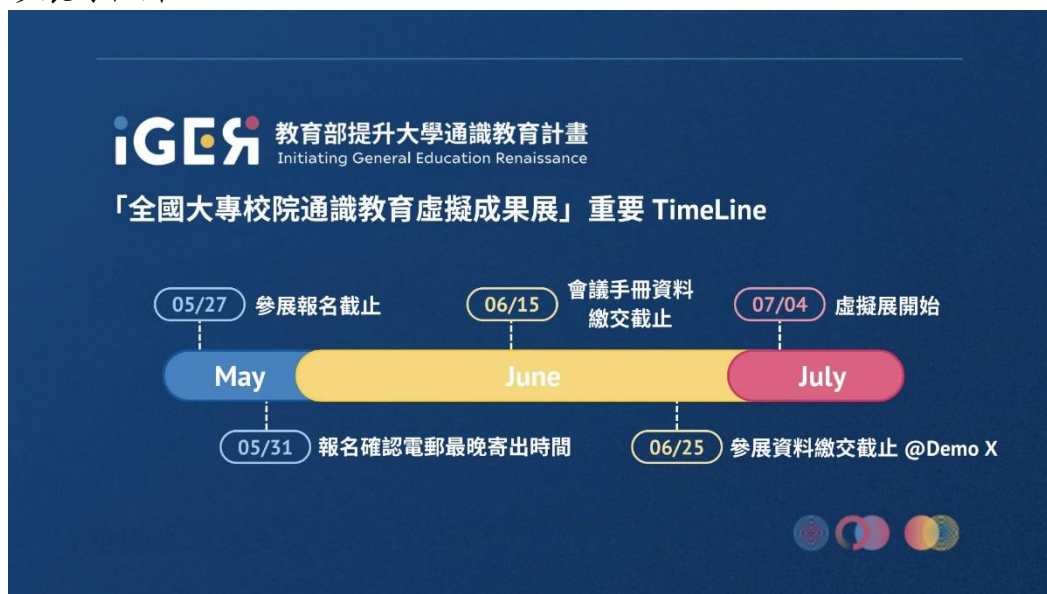 iGER 教育部提升大學通識教育計畫
Initiating General Education Renaissance
「全國大專校院通識教育虛擬成果展」重要 TimeLine
05/27 參展報名截止
06/15 會議手冊資料
繳交截止
07/04 虛擬展開始
May June July
05/31 報名確認電郵最晚寄出時間
06/25 參展資料繳交截止 @Demo X